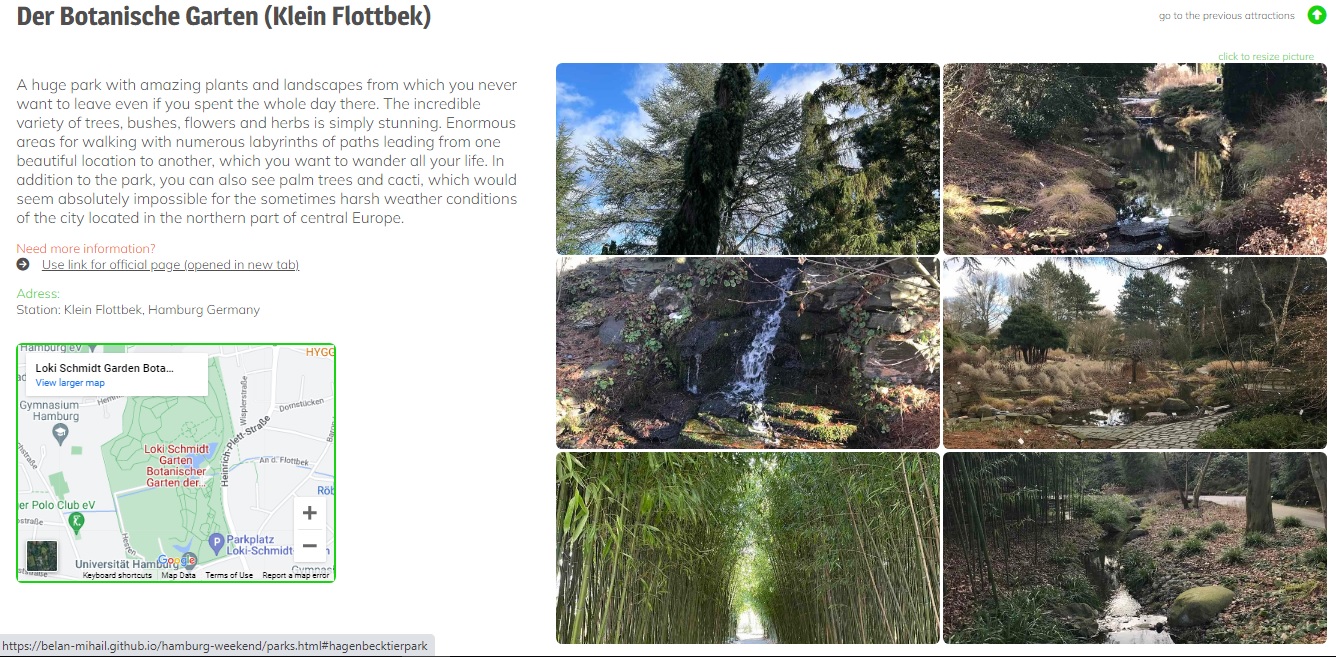 Der Botanische Garten (Klein Flottbek)
go to the previous attractions
click to resize picture
A huge park with amazing plants and landscapes from which you never
want to leave even if you spent the whole day there. The incredible
variety of trees, bushes, flowers and herbs is simply stunning. Enormous
areas for walking with numerous labyrinths of paths leading from one
beautiful location to another, which you want to wander all your life. In
addition to the park, you can also see palm trees and cacti, which would
seem absolutely impossible for the sometimes harsh weather conditions
of the city located in the northern part of central Europe.
Need more information?
Use link for official page (opened in new tab)
Adress:
Station: Klein Flottbek, Hamburg Germany
Hamburg eV
HYGG
Loki Schmidt Garden Bota...
View larger map
Gymnasium
Hamburg
Wisplerstraße
Dornstücken
Heinrich-Plett-Straße
Loki-Schmidt
Garten
Botanischer
Garten der...
An d. Flottbek
Röb
er Polo Club eV
Parkplatz
Loki-Schmidt
Universität Hamburg
Google
Keyboard shortcuts
Map Data
Terms of Use
Report a map error
https://belan-mihail.github.io/hamburg-weekend/parks.html#hagenbecktierpark